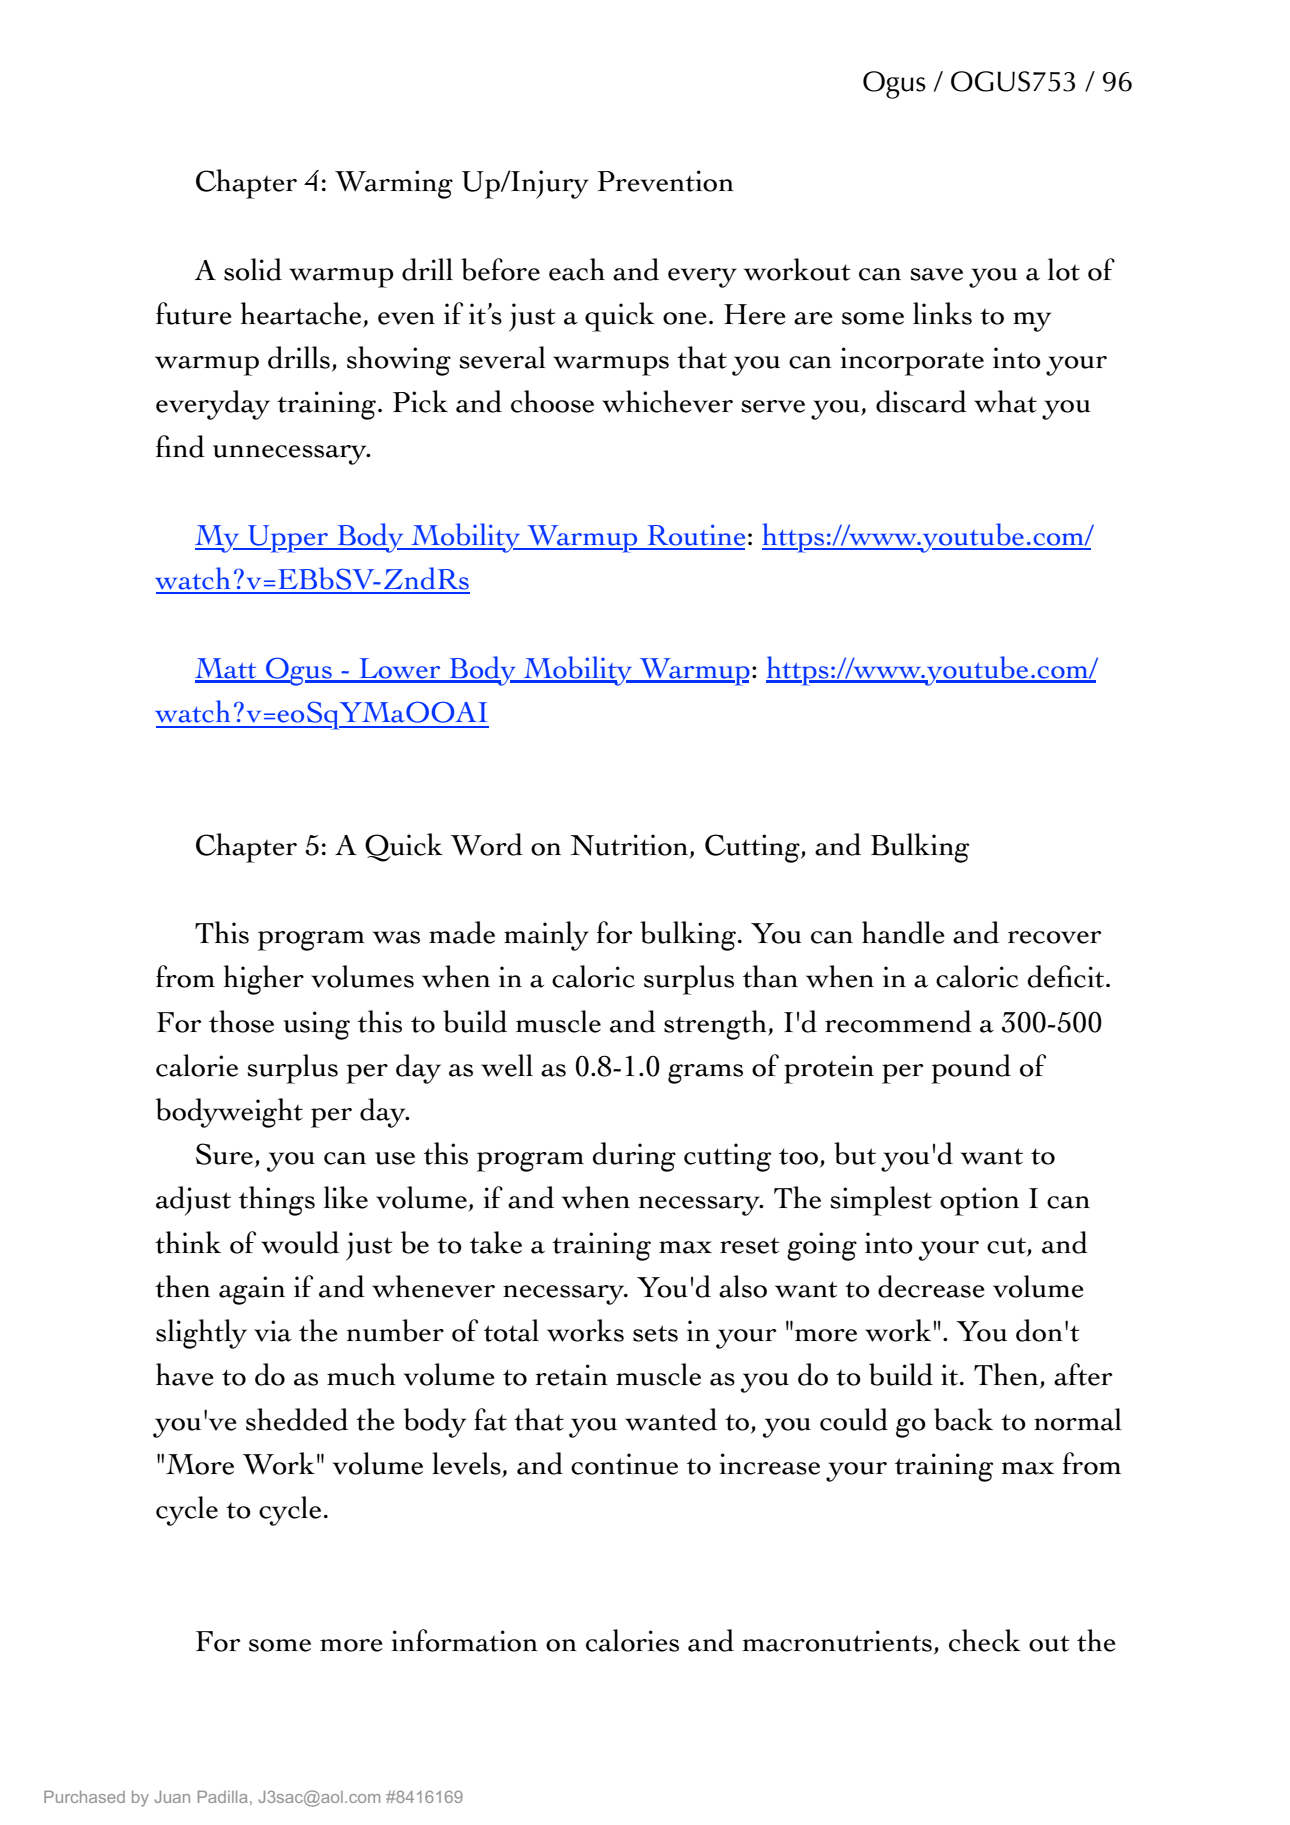 Ogus / OGUS753 / 96
Chapter 4: Warming Up/Injury Prevention
A solid warmup drill before each and every workout can save you a lot of
future heartache, even if it’s just a quick one. Here are some links to my
warmup drills, showing several warmups that you can incorporate into your
everyday training. Pick and choose whichever serve you, discard what you
find unnecessary.
My Upper Body Mobility Warmup Routine: https://www.youtube.com/
watch?v=EBbSV-ZndRs
Matt Ogus - Lower Body Mobility Warmup: https://www.youtube.com/
watch?v=eoSqYMaOOAI
Chapter 5: A Quick Word on Nutrition, Cutting, and Bulking
This program was made mainly for bulking. You can handle and recover
from higher volumes when in a caloric surplus than when in a caloric deficit.
For those using this to build muscle and strength, I'd recommend a 300-500
calorie surplus per day as well as 0.8-1.0 grams of protein per pound of
bodyweight per day.
Sure, you can use this program during cutting too, but you'd want to
adjust things like volume, if and when necessary. The simplest option I can
think of would just be to take a training max reset going into your cut, and
then again if and whenever necessary. You'd also want to decrease volume
slightly via the number of total works sets in your "more work". You don't
have to do as much volume to retain muscle as you do to build it. Then, after
you've shedded the body fat that you wanted to, you could go back to normal
"More Work" volume levels, and continue to increase your training max from
cycle to cycle.
For some more information on calories and macronutrients, check out the
Purchased by Juan Padilla, J3sac@aol.com #8416169